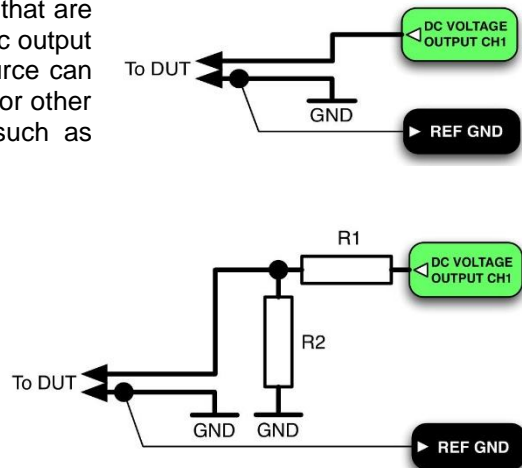 that are
c output
urce can
or other
such as
DC VOLTAGE
OUTPUT CH1
To DUT
GND
REF GND
R1
DC VOLTAGE
OUTPUT CH1
R2
To DUT
GND GND
REF GND